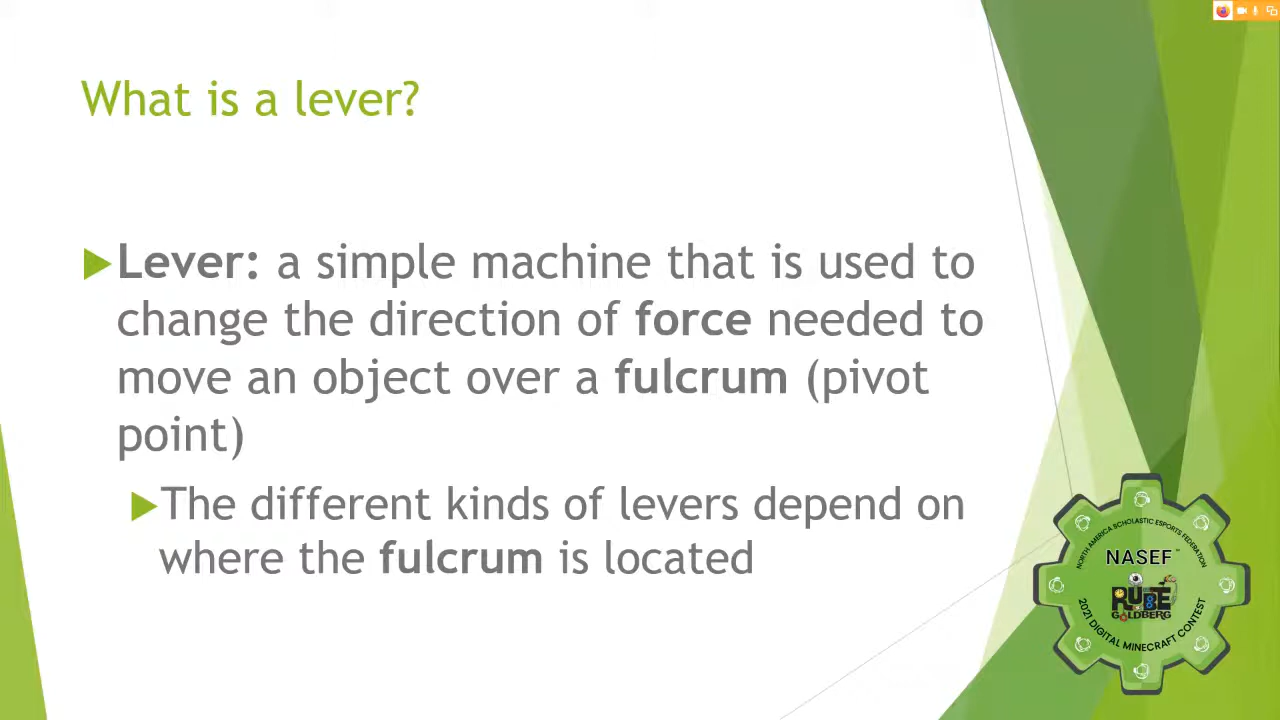 What is a lever?
Lever: a simple machine that is used to
change the direction of force needed to
move an object over a fulcrum (pivot
point)
The different kinds of levers depend on
where the fulcrum is located
NORTH AMERICA SCHOLASTIC ESPORTS FEDERATION
NASEF
RUBE
GOLDBERG
2021 DIGITAL MINECRAFT CONTEST